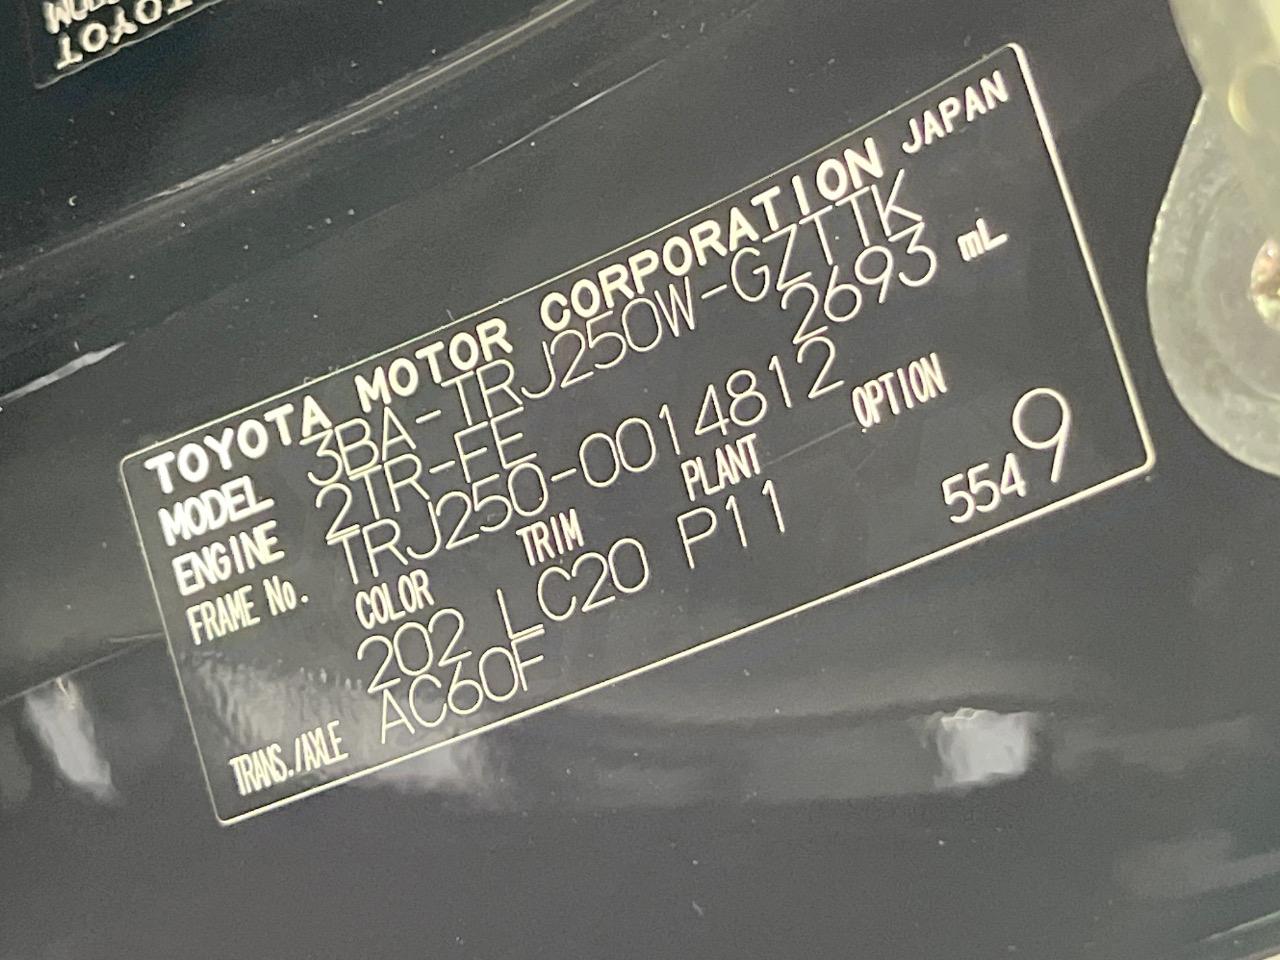 TOYOT
TOYOTA MOTOR CORPORATION JAPAN
MODEL 3BA-TRJ250W-GZTTK
ENGINE 2TR-FE 2693 mL
FRAME No. TRJ250-0014812
COLOR TRIM PLANT OPTION
202 LC20 P11
TRANS./AXLE AC60F 5549